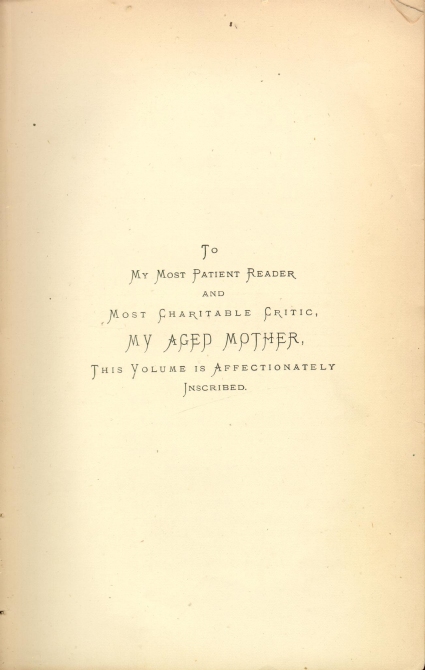 To
My Most Patient Reader
and
Most Charitable Critic,
MY AGED MOTHER,
This Volume is Affectionately
Inscribed.